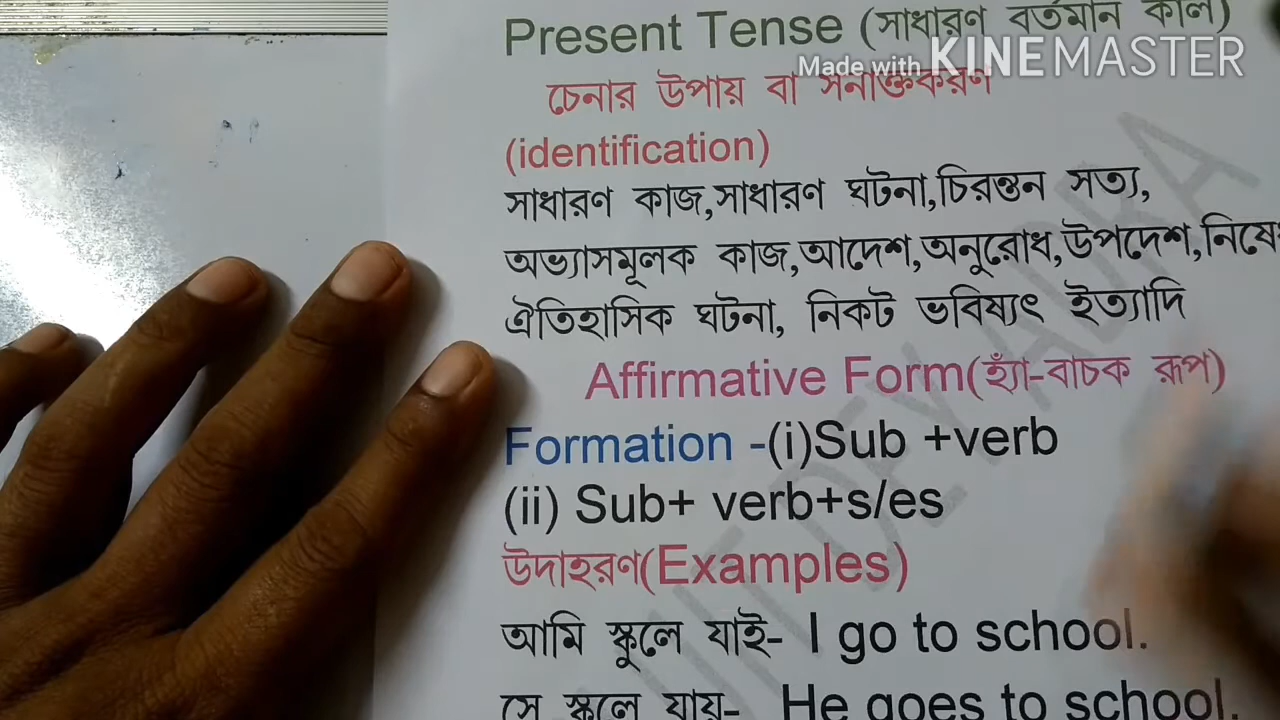 Present Tense (সাধারণ বর্তমান কাল)
Made with KINEMASTER
চেনার উপায় বা সনাক্তকরণ
(identification)
সাধারণ কাজ,সাধারণ ঘটনা,চিরন্তন সত্য,
অভ্যাসমূলক কাজ,আদেশ,অনুরোধ,উপদেশ,
ঐতিহাসিক ঘটনা, নিকট ভবিষ্যৎ ইত্যাদি
Affirmative Form(হ্যাঁ-বাচক রূপ)
Formation -(i)Sub +verb
(ii) Sub+ verb+s/es
উদাহরণ(Examples)
আমি স্কুলে যাই- I go to school.
সে স্কুলে যায়- He goes to school.